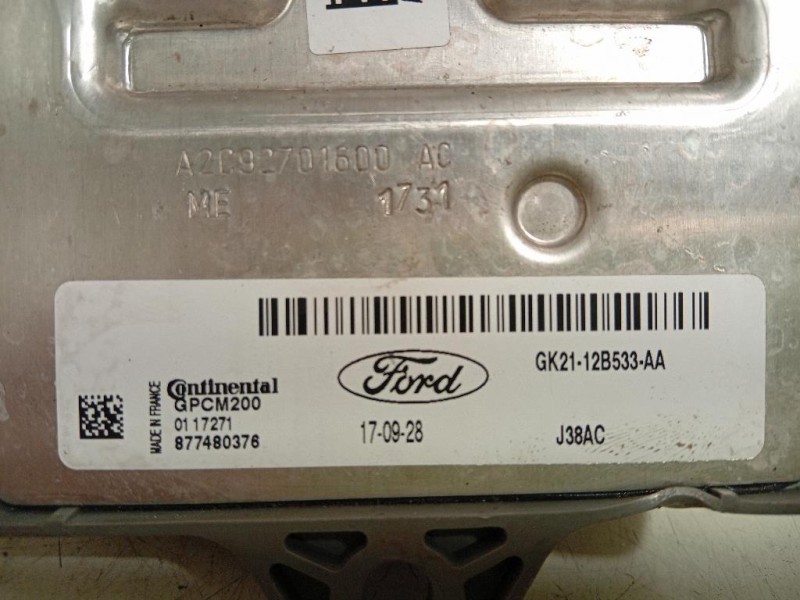 A2C92701600 AC
ME 1731
GK21-12B533-AA
Ford
Continental
GPCM200
01 17271
877480376
MADE IN FRANCE
17-09-28
J38AC